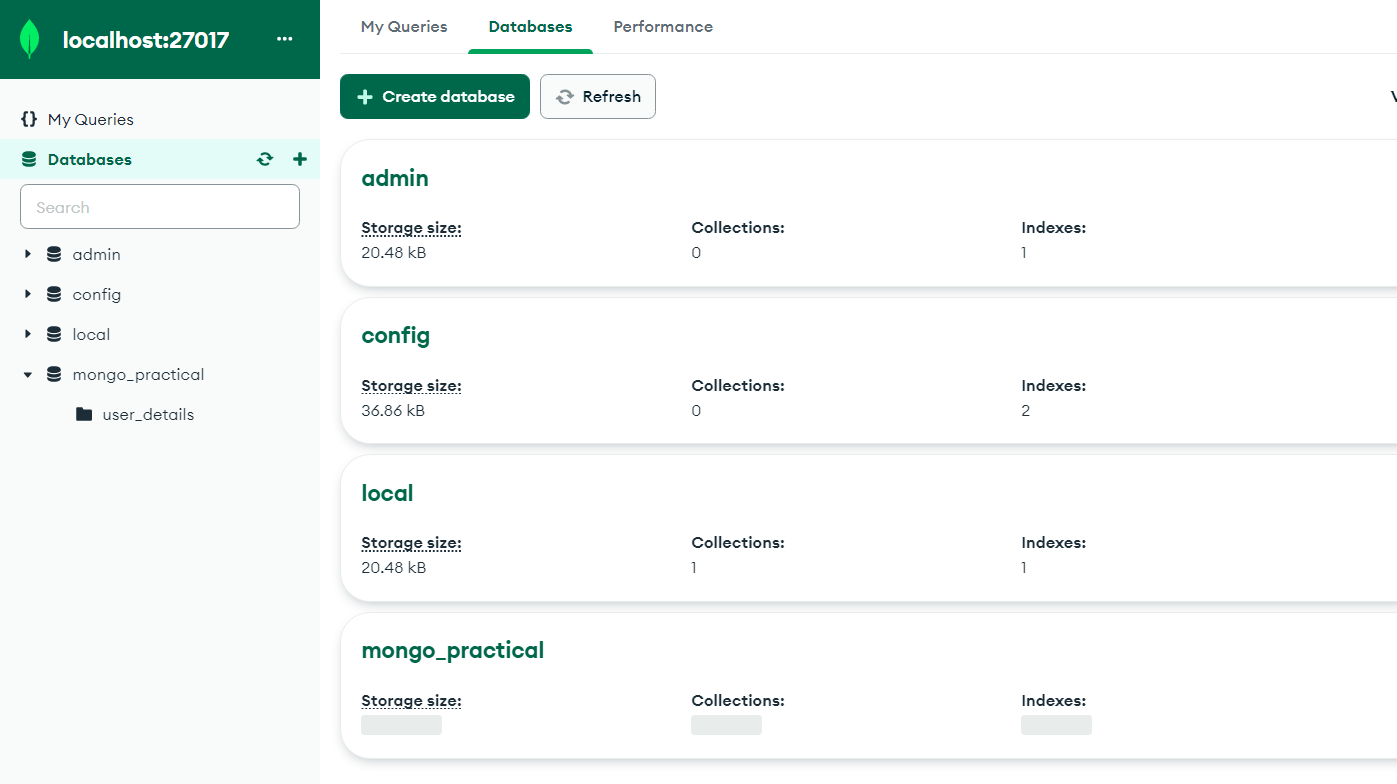 localhost:27017
My Queries
Databases
Search
admin
config
local
mongo_practical
user_details
My Queries Databases Performance
Create database Refresh
admin
Storage size: Collections: Indexes:
20.48 kB 0 1
config
Storage size: Collections: Indexes:
36.86 kB 0 2
local
Storage size: Collections: Indexes:
20.48 kB 1 1
mongo_practical
Storage size: Collections: Indexes: